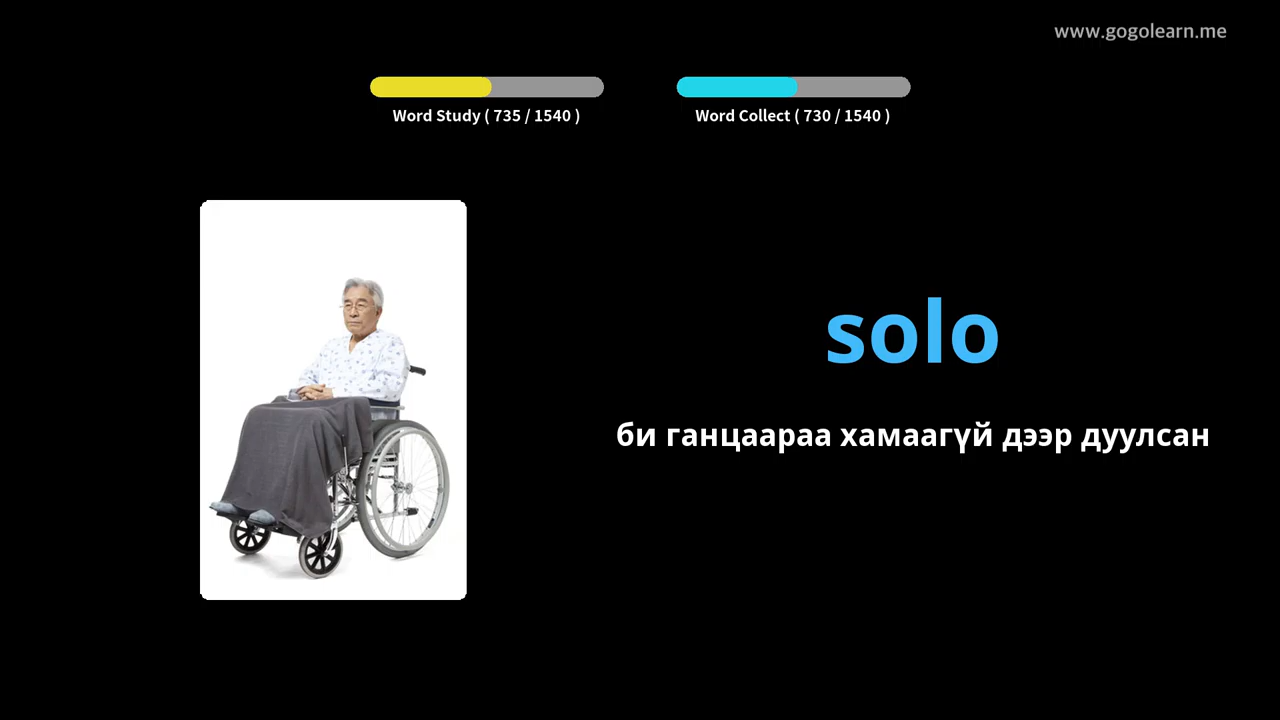 www.gogolearn.me
Word Study ( 735 / 1540 )
Word Collect ( 730 / 1540 )
solo
би ганцаараа хамаагүй дээр дуулсан